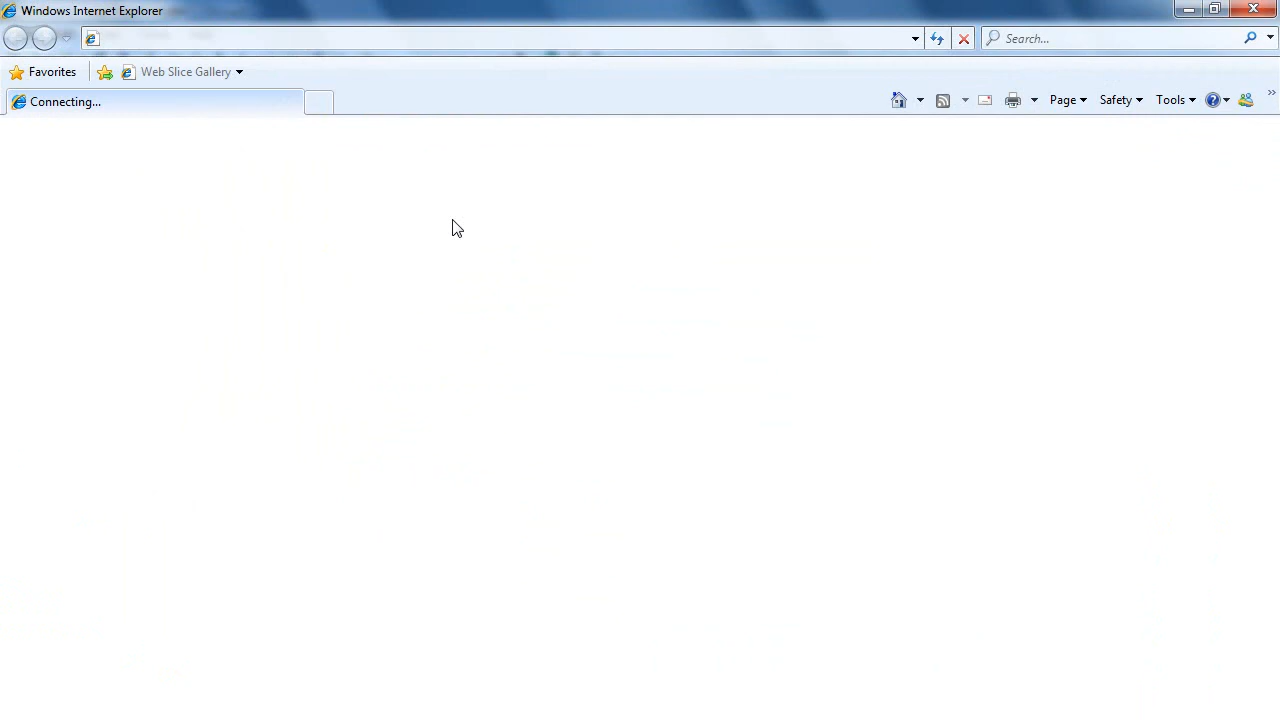 Windows Internet Explorer
Search...
Favorites Web Slice Gallery
Connecting... Page Safety Tools »